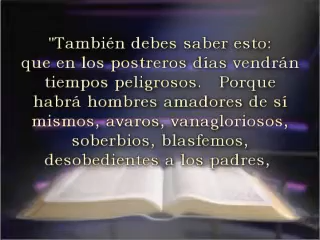 "También debes saber esto:
que en los postreros días vendrán
tiempos peligrosos. Porque
habrá hombres amadores de sí
mismos, avaros, vanagloriosos,
soberbios, blasfemos,
desobedientes a los padres,